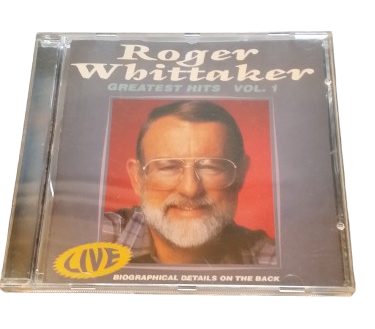 Roger
Whittaker
GREATEST HITS VOL. 1
LIVE
BIOGRAPHICAL DETAILS ON THE BACK